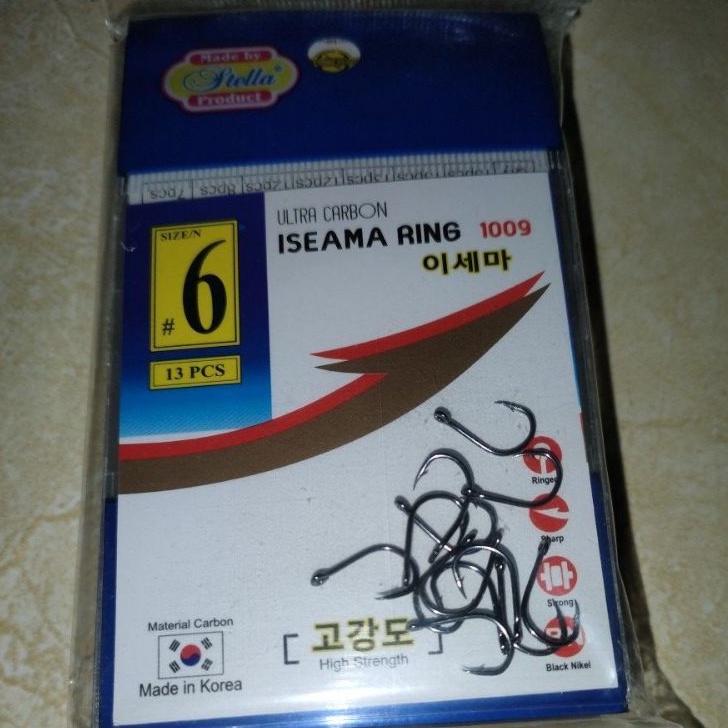 Made by
Stella®
Product
ULTRA CARBON
ISEAMA RING 1009
이세마
SIZE/N
# 6
13 PCS
Ringed
Sharp
Strong
Black Nikel
Material Carbon
Made in Korea
[ 고강도 ]
High Strength